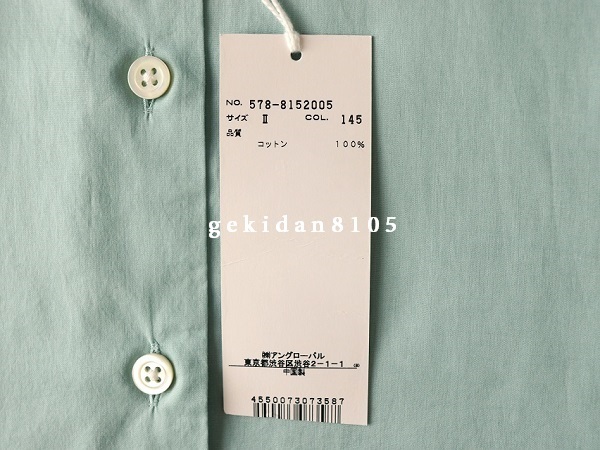 NO. 578-8152005
サイズ II COL. 145
品質
コットン 100%
gekidan8105
㈱アングローバル
東京都渋谷区渋谷2-1-1
中国製
4550073073587